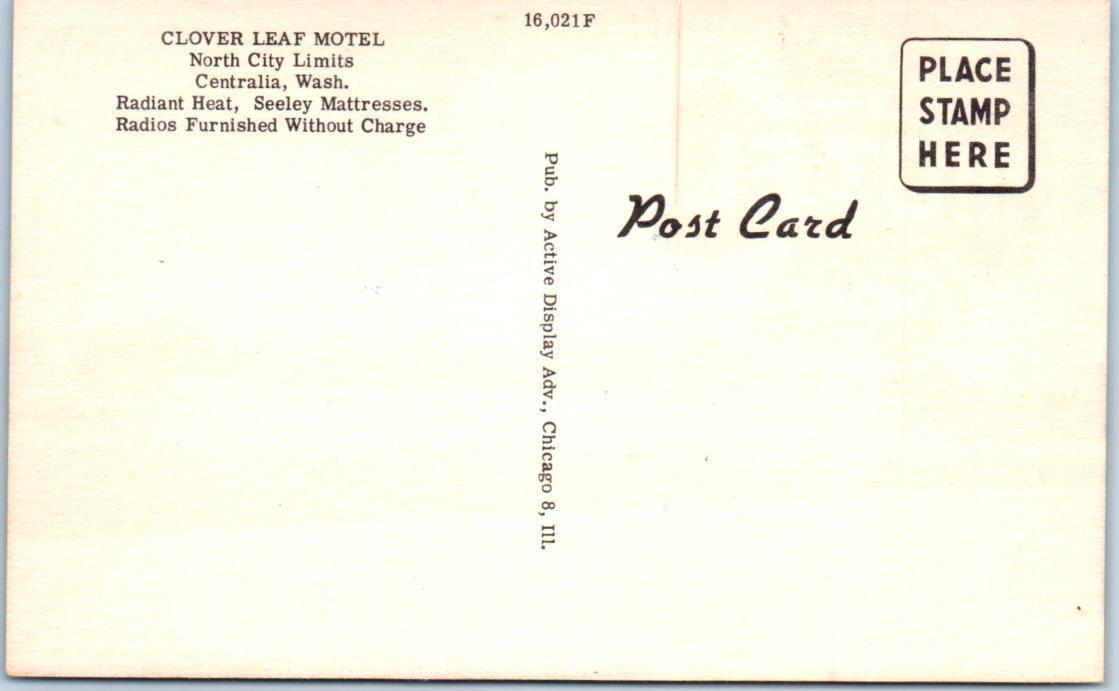 16,021F
CLOVER LEAF MOTEL
North City Limits
Centralia, Wash.
Radiant Heat, Seeley Mattresses.
Radios Furnished Without Charge
Pub. by Active Display Adv., Chicago 8, Ill.
Post Card
PLACE
STAMP
HERE